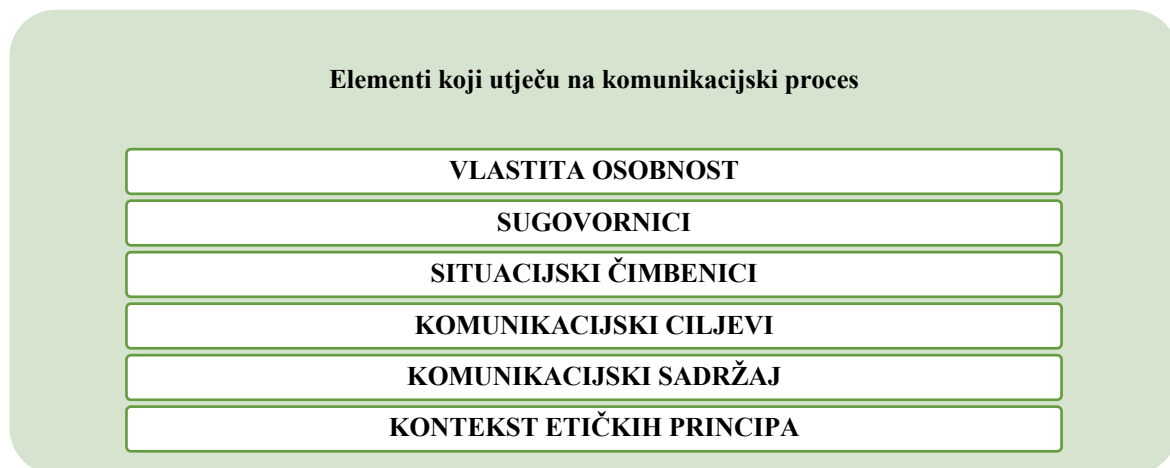 Elementi koji utječu na komunikacijski proces
VLASTITA OSOBNOST
SUGOVORNICI
SITUACIJSKI ČIMBENICI
KOMUNIKACIJSKI CILJEVI
KOMUNIKACIJSKI SADRŽAJ
KONTEKST ETIČKIH PRINCIPA